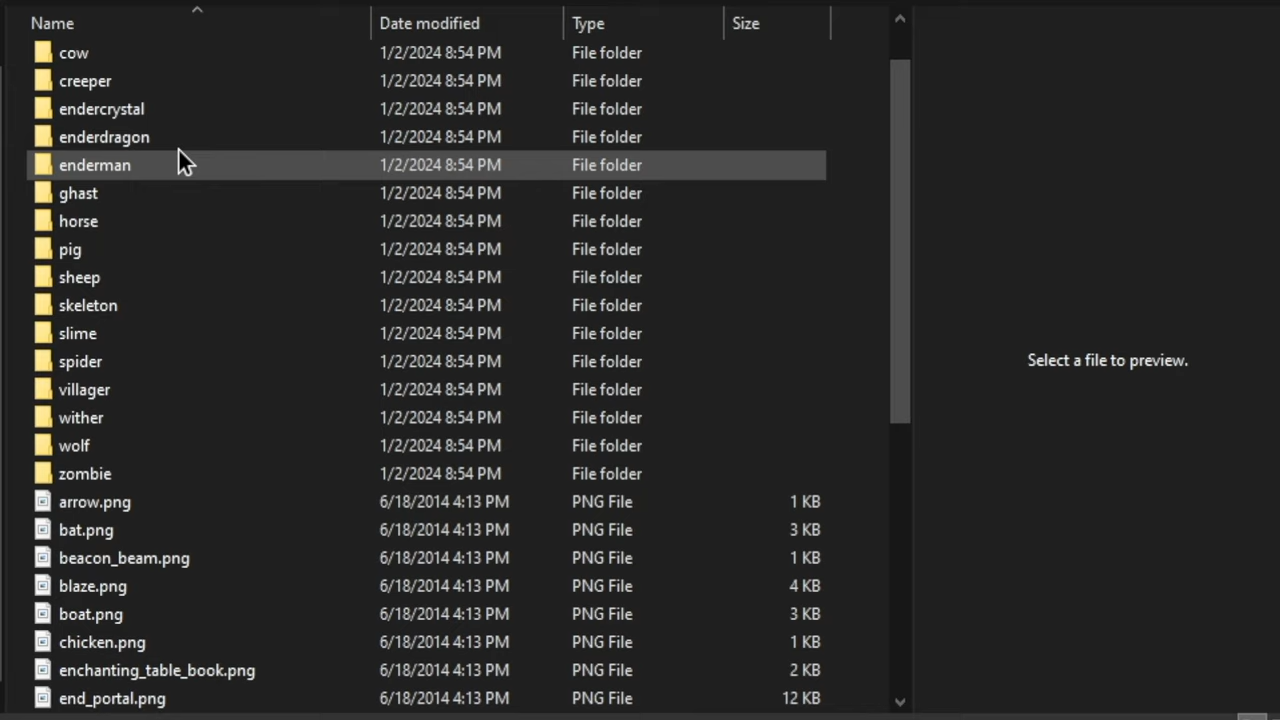 Name Date modified Type Size
cow 1/2/2024 8:54 PM File folder
creeper 1/2/2024 8:54 PM File folder
endercrystal 1/2/2024 8:54 PM File folder
enderdragon 1/2/2024 8:54 PM File folder
enderman 1/2/2024 8:54 PM File folder
ghast 1/2/2024 8:54 PM File folder
horse 1/2/2024 8:54 PM File folder
pig 1/2/2024 8:54 PM File folder
sheep 1/2/2024 8:54 PM File folder
skeleton 1/2/2024 8:54 PM File folder
slime 1/2/2024 8:54 PM File folder
spider 1/2/2024 8:54 PM File folder
Select a file to preview.
villager 1/2/2024 8:54 PM File folder
wither 1/2/2024 8:54 PM File folder
wolf 1/2/2024 8:54 PM File folder
zombie 1/2/2024 8:54 PM File folder
arrow.png 6/18/2014 4:13 PM PNG File 1 KB
bat.png 6/18/2014 4:13 PM PNG File 3 KB
beacon_beam.png 6/18/2014 4:13 PM PNG File 1 KB
blaze.png 6/18/2014 4:13 PM PNG File 4 KB
boat.png 6/18/2014 4:13 PM PNG File 3 KB
chicken.png 6/18/2014 4:13 PM PNG File 1 KB
enchanting_table_book.png 6/18/2014 4:13 PM PNG File 2 KB
end_portal.png 6/18/2014 4:13 PM PNG File 12 KB